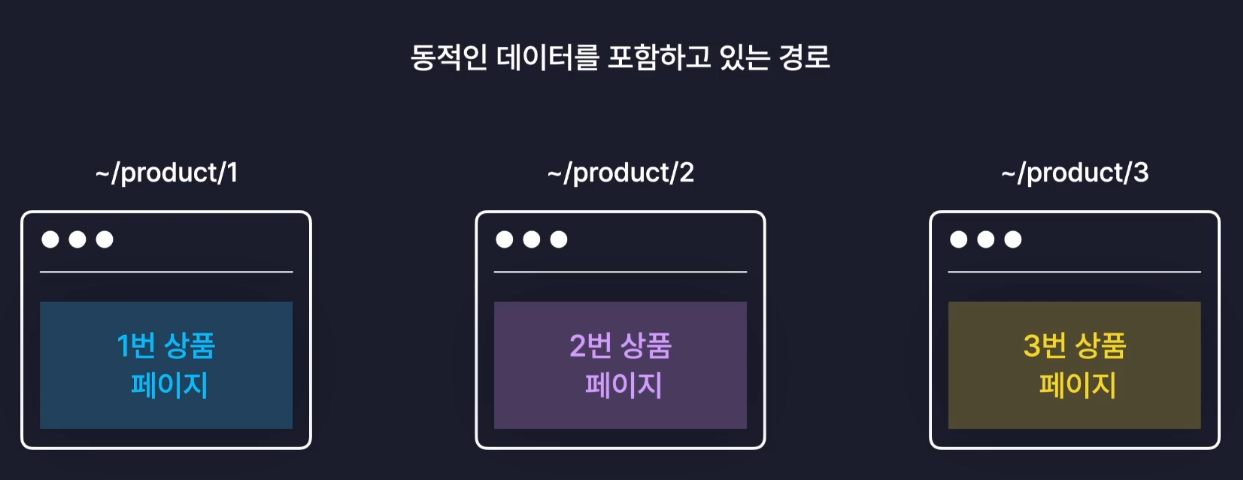 동적인 데이터를 포함하고 있는 경로
~/product/1
~/product/2
~/product/3
1번 상품
페이지
2번 상품
페이지
3번 상품
페이지